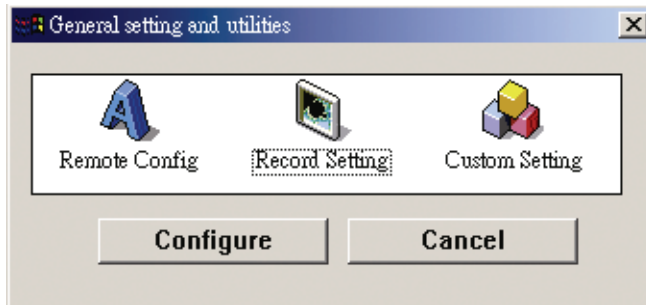 General setting and utilities
Remote Config Record Setting Custom Setting
Configure Cancel